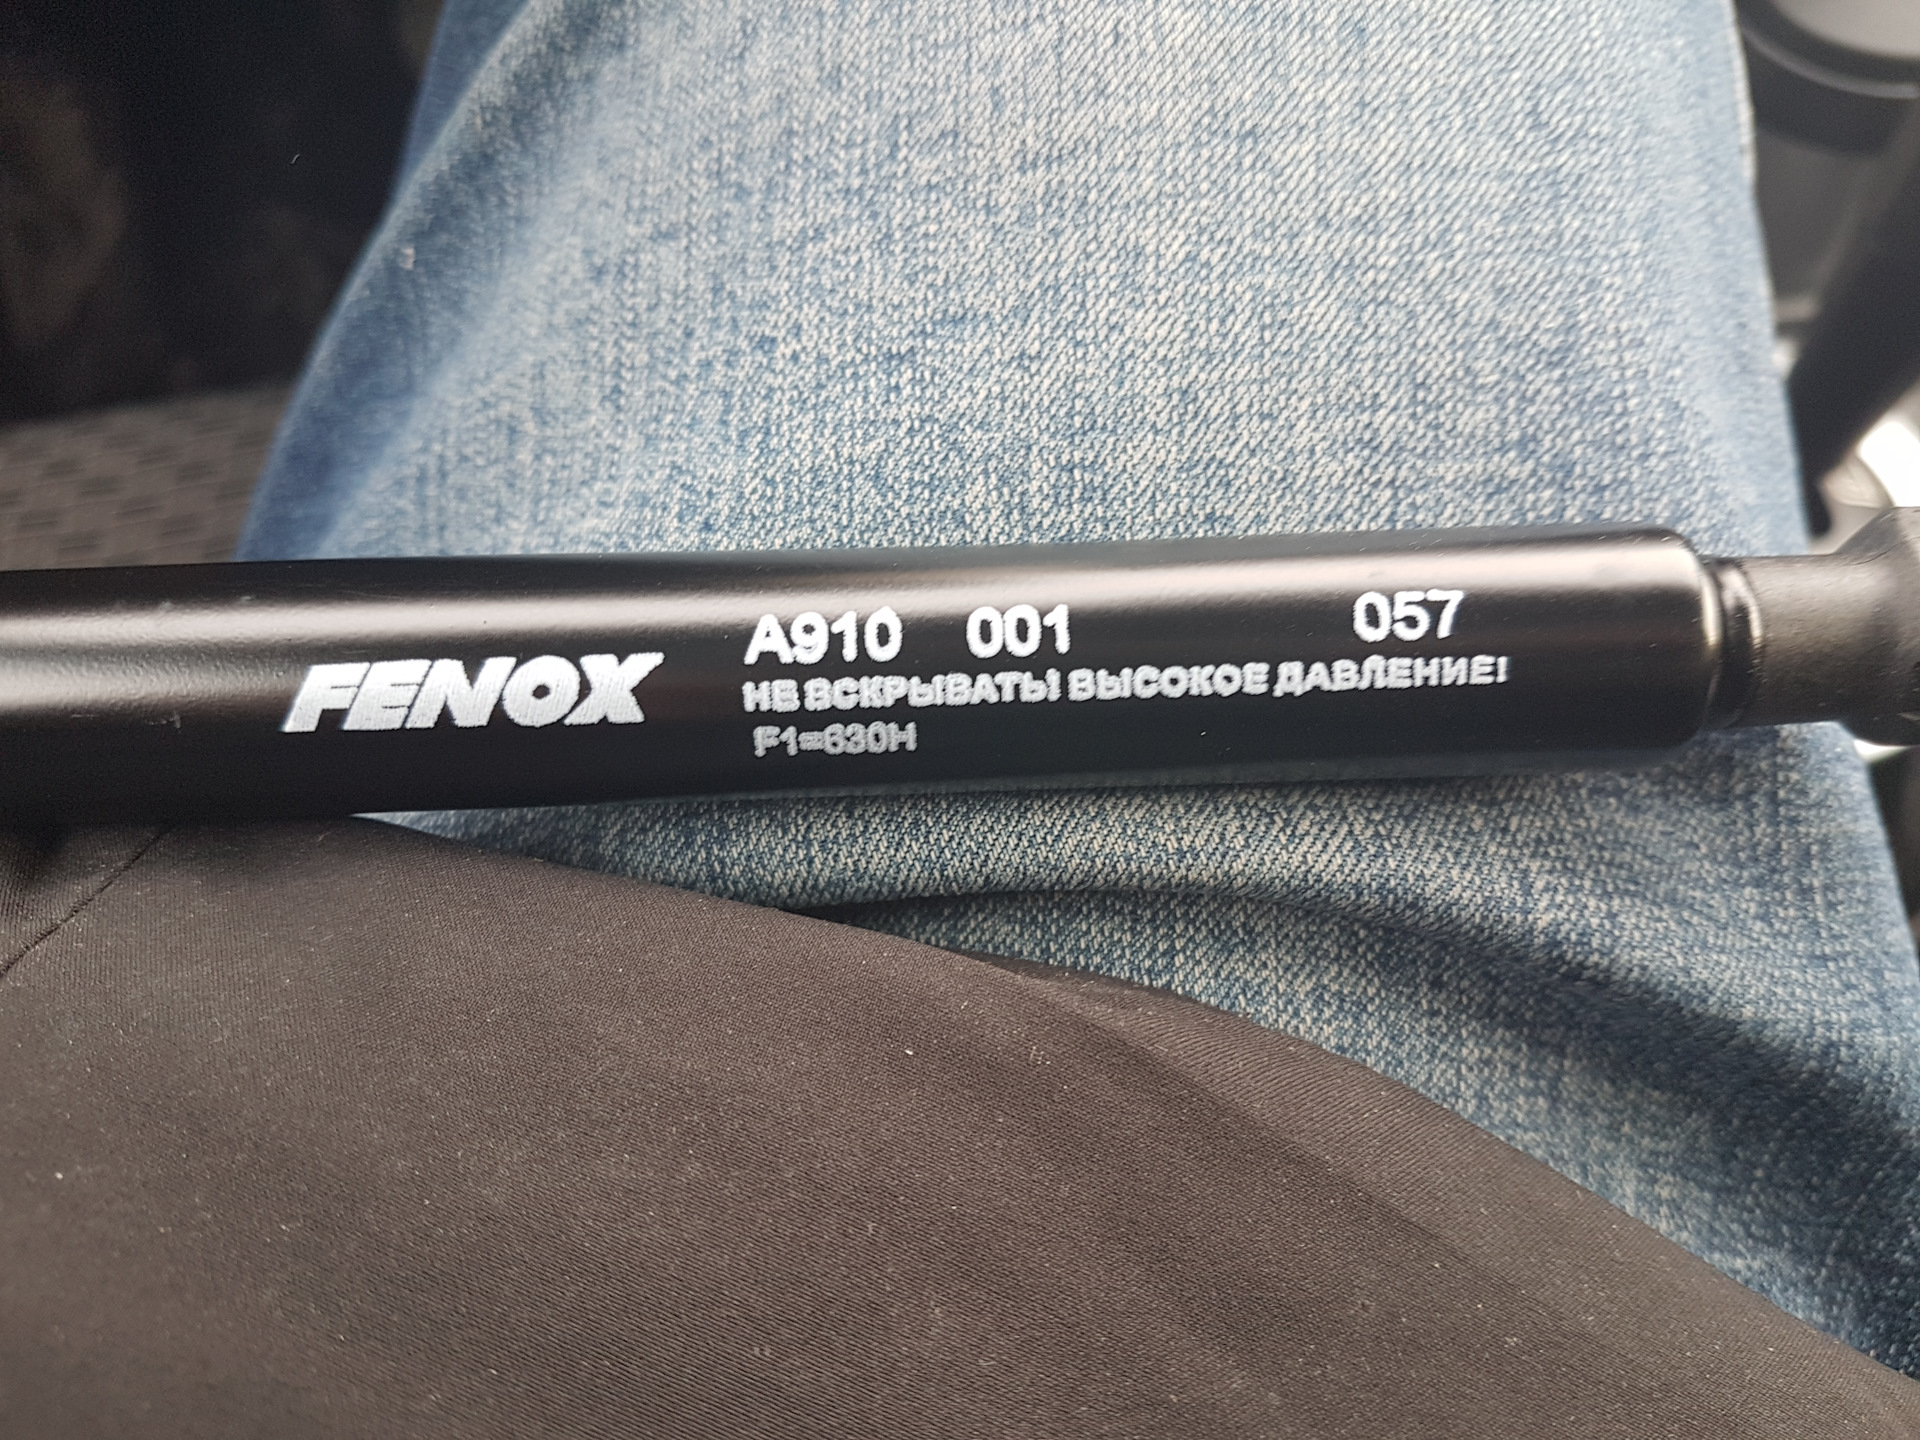 FENOX
A910 001 057
НЕ ВСКРЫВАТЬ! ВЫСОКОЕ ДАВЛЕНИЕ!
F1=630H